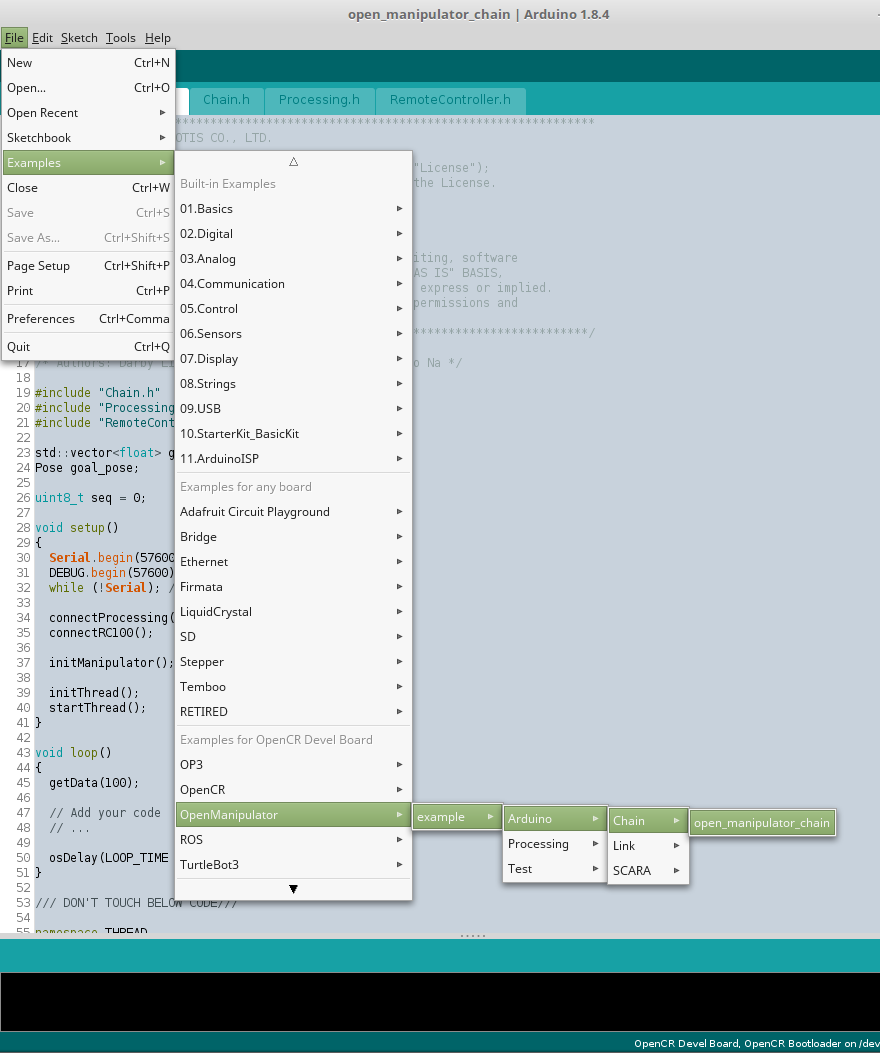 open_manipulator_chain | Arduino 1.8.4
File Edit Sketch Tools Help
New Ctrl+N
Open... Ctrl+O
Open Recent
Sketchbook
Examples
Close Ctrl+W
Save Ctrl+S
Save As... Ctrl+Shift+S
Page Setup Ctrl+Shift+P
Print Ctrl+P
Preferences Ctrl+Comma
Quit Ctrl+Q
Chain.h Processing.h RemoteController.h
************************************************************
OTIS CO., LTD.
"License");
the License.
iting, software
AS IS" BASIS,
express or implied.
permissions and
*************************/
Built-in Examples
01.Basics
02.Digital
03.Analog
04.Communication
05.Control
06.Sensors
07.Display
08.Strings
09.USB
10.StarterKit_BasicKit
11.ArduinoISP
Examples for any board
Adafruit Circuit Playground
Bridge
Ethernet
Firmata
LiquidCrystal
SD
Stepper
Temboo
RETIRED
Examples for OpenCR Devel Board
OP3
OpenCR
OpenManipulator
ROS
TurtleBot3
example
Arduino
Processing
Test
Chain
Link
SCARA
open_manipulator_chain
17 /* Authors: Darby Li o Na */
18
19 #include "Chain.h"
20 #include "Processing
21 #include "RemoteCont
22
23 std::vector<float> g
24 Pose goal_pose;
25
26 uint8_t seq = 0;
27
28 void setup()
29 {
30 Serial.begin(57600
31 DEBUG.begin(57600)
32 while (!Serial); /
33
34 connectProcessing(
35 connectRC100();
36
37 initManipulator();
38
39 initThread();
40 startThread();
41 }
42
43 void loop()
44 {
45 getData(100);
46
47 // Add your code
48 // ...
49
50 osDelay(LOOP_TIME
51 }
52
53 /// DON'T TOUCH BELOW CODE///
54
55 namespace THREAD
OpenCR Devel Board, OpenCR Bootloader on /dev